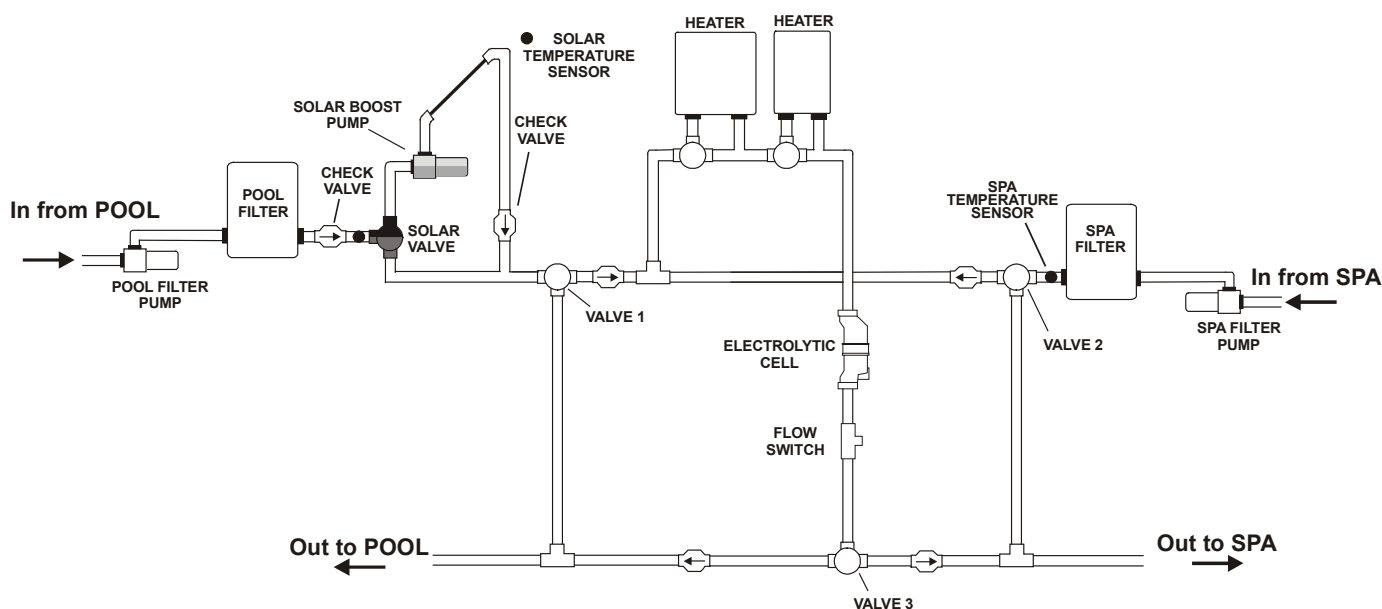 HEATER
HEATER
SOLAR
TEMPERATURE
SENSOR
SOLAR BOOST
PUMP
CHECK
VALVE
CHECK
VALVE
POOL
FILTER
In from POOL
SOLAR
VALVE
POOL FILTER
PUMP
SPA
TEMPERATURE
SENSOR
SPA
FILTER
In from SPA
SPA FILTER
PUMP
VALVE 1
VALVE 2
ELECTROLYTIC
CELL
FLOW
SWITCH
Out to POOL
Out to SPA
VALVE 3